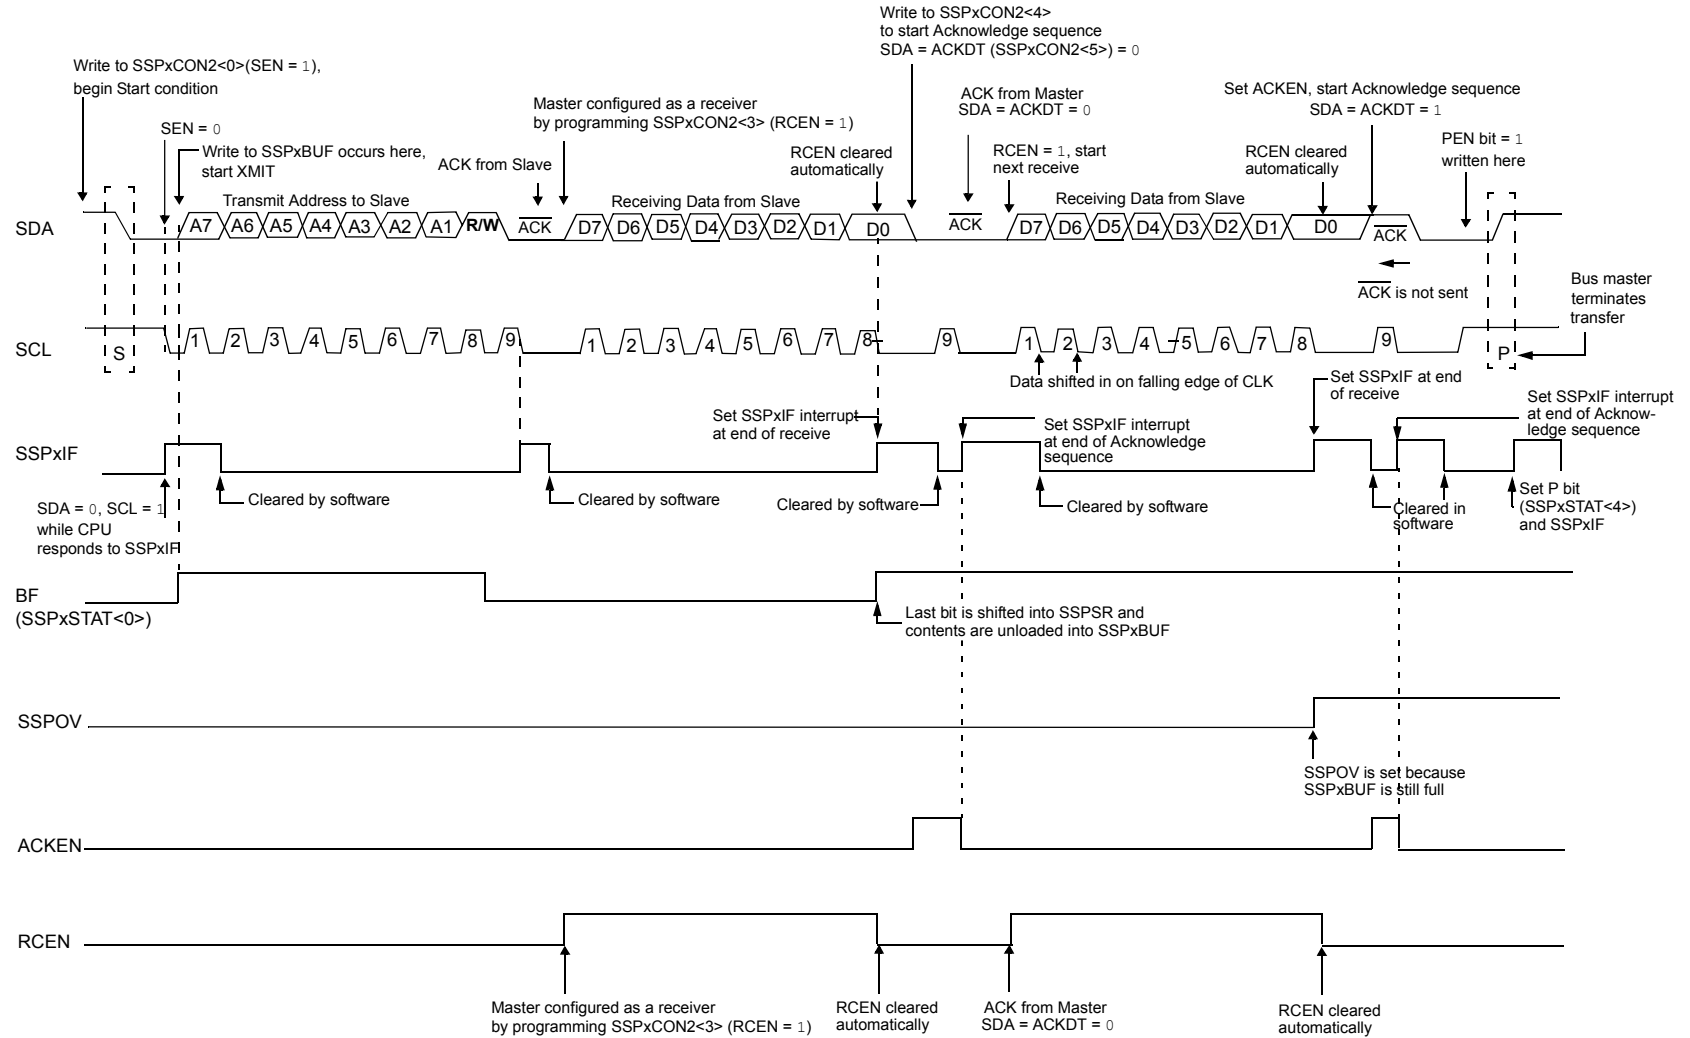 Write to SSPxCON2<4>
to start Acknowledge sequence
SDA = ACKDT (SSPxCON2<5>) = 0
Write to SSPxCON2<0>(SEN = 1),
begin Start condition
ACK from Master
SDA = ACKDT = 0
Set ACKEN, start Acknowledge sequence
SDA = ACKDT = 1
Master configured as a receiver
by programming SSPxCON2<3> (RCEN = 1)
SEN = 0
PEN bit = 1
written here
Write to SSPxBUF occurs here,
start XMIT
ACK from Slave
RCEN cleared
automatically
RCEN = 1, start
next receive
RCEN cleared
automatically
Transmit Address to Slave
Receiving Data from Slave
Receiving Data from Slave
SDA
A7 A6 A5 A4 A3 A2 A1 R/W ACK D7 D6 D5 D4 D3 D2 D1 D0 ACK D7 D6 D5 D4 D3 D2 D1 D0 ACK
ACK is not sent
Bus master
terminates
transfer
SCL
S 1 2 3 4 5 6 7 8 9 1 2 3 4 5 6 7 8 9 1 2 3 4 5 6 7 8 9 P
Data shifted in on falling edge of CLK
Set SSPxIF at end
of receive
Set SSPxIF interrupt
at end of Acknow-
ledge sequence
Set SSPxIF interrupt
at end of receive
Set SSPxIF interrupt
at end of Acknowledge
sequence
SSPxIF
SDA = 0, SCL = 1
while CPU
responds to SSPxIF
Cleared by software
Cleared by software
Cleared by software
Cleared by software
Cleared in
software
Set P bit
(SSPxSTAT<4>)
and SSPxIF
BF
(SSPxSTAT<0>)
Last bit is shifted into SSPSR and
contents are unloaded into SSPxBUF
SSPOV
SSPOV is set because
SSPxBUF is still full
ACKEN
RCEN
Master configured as a receiver
by programming SSPxCON2<3> (RCEN = 1)
RCEN cleared
automatically
ACK from Master
SDA = ACKDT = 0
RCEN cleared
automatically